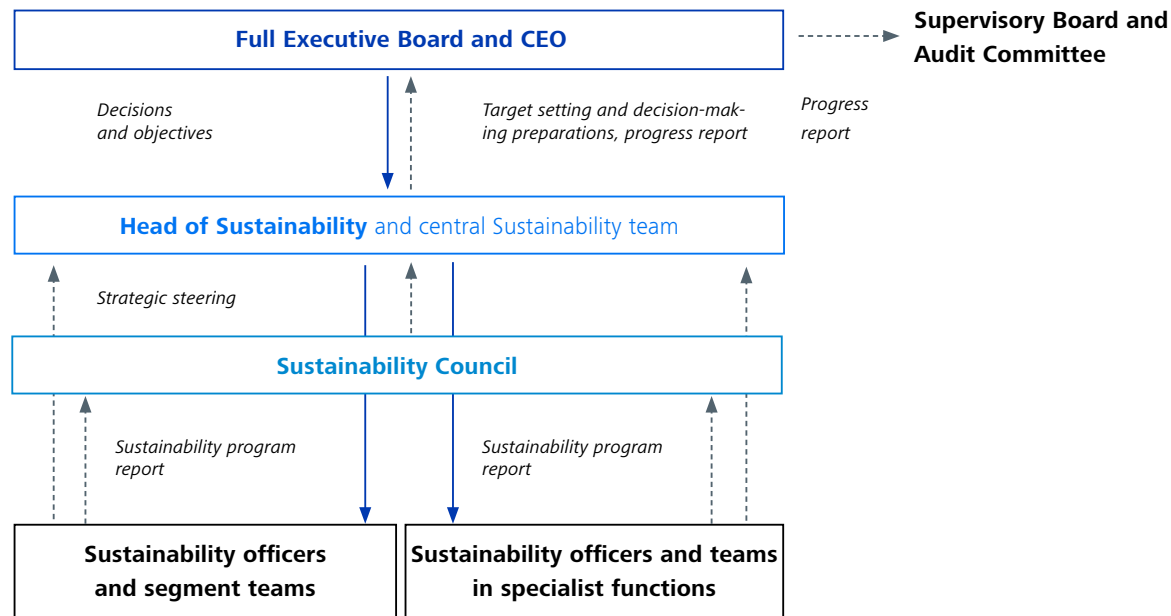 Full Executive Board and CEO
Supervisory Board and
Audit Committee
Decisions
and objectives
Target setting and decision-mak-
ing preparations, progress report
Progress
report
Head of Sustainability and central Sustainability team
Strategic steering
Sustainability Council
Sustainability program
report
Sustainability program
report
Sustainability officers
and segment teams
Sustainability officers and teams
in specialist functions